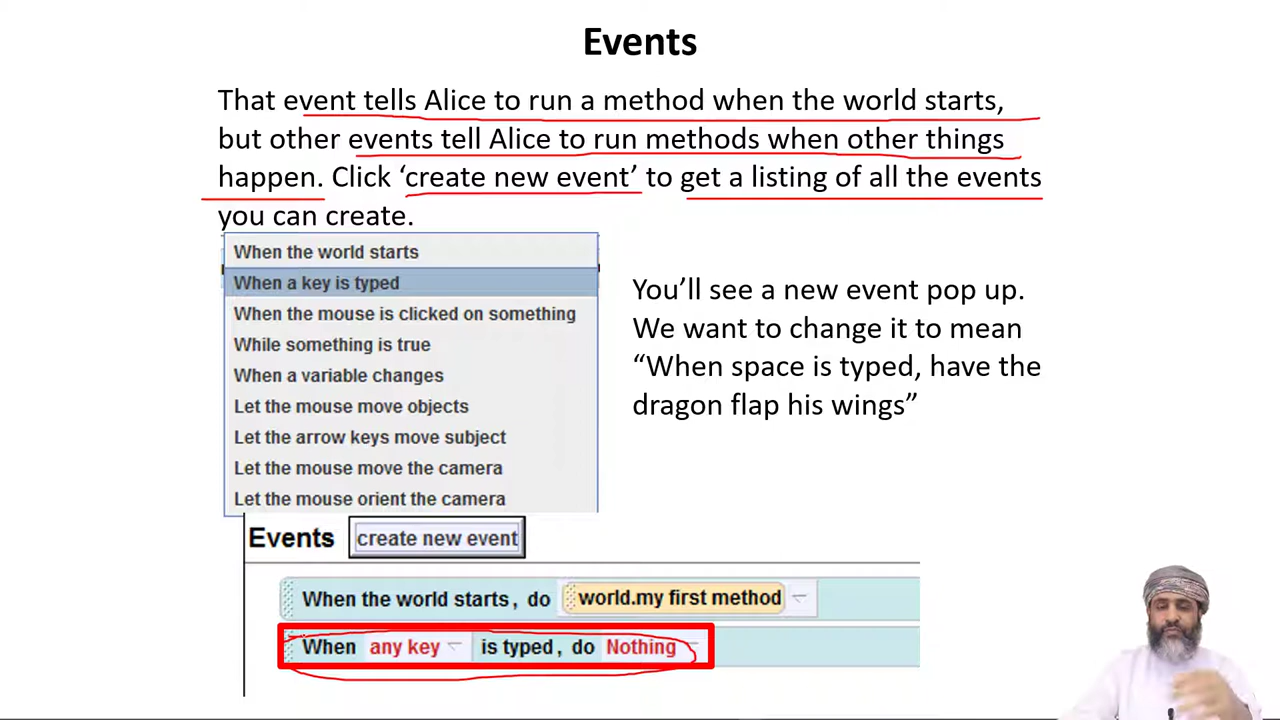 Events
That event tells Alice to run a method when the world starts,
but other events tell Alice to run methods when other things
happen. Click ‘create new event’ to get a listing of all the events
you can create.
When the world starts
When a key is typed
When the mouse is clicked on something
While something is true
When a variable changes
Let the mouse move objects
Let the arrow keys move subject
Let the mouse move the camera
Let the mouse orient the camera
You’ll see a new event pop up.
We want to change it to mean
“When space is typed, have the
dragon flap his wings”
Events create new event
When the world starts, do world.my first method
When any key is typed, do Nothing